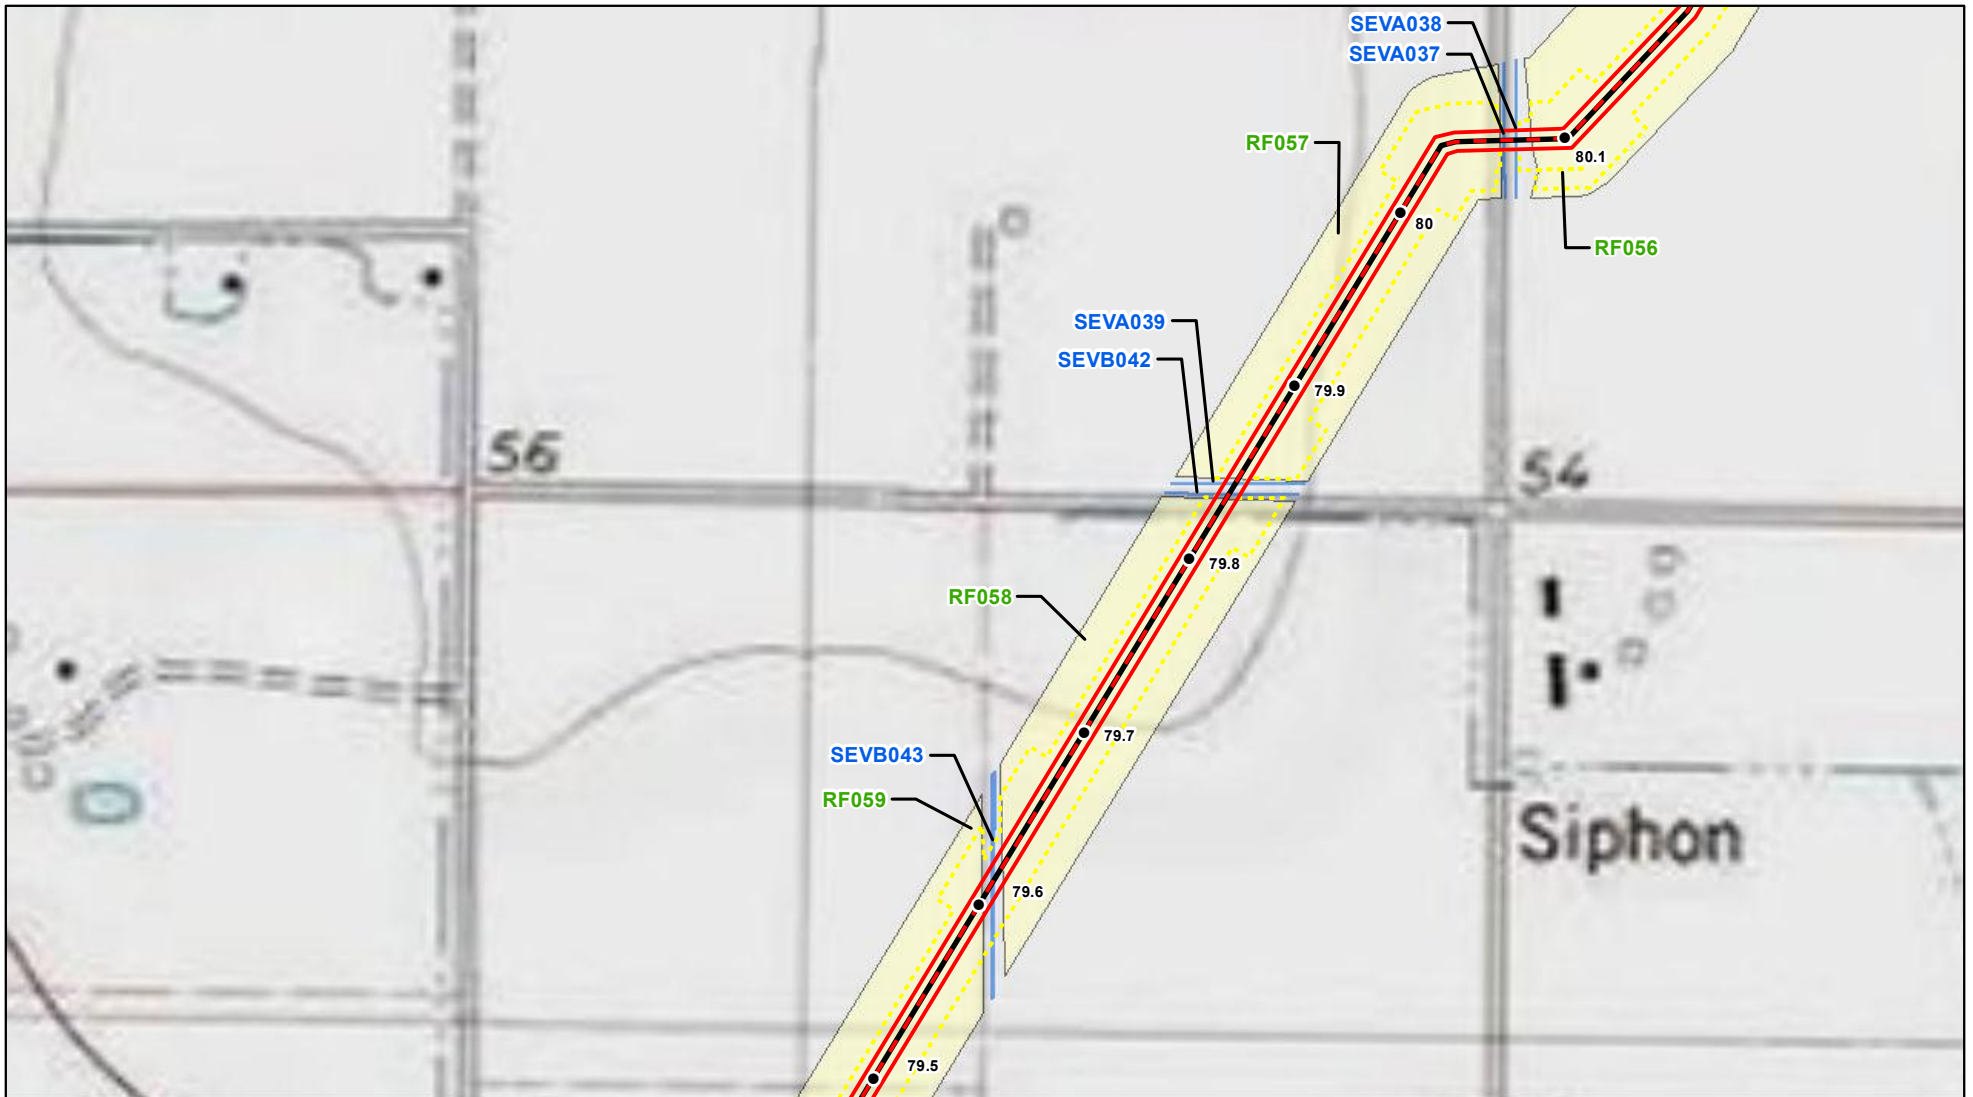 SEVA038
SEVA037
RF057
80.1
80
RF056
SEVA039
SEVB042
79.9
56
54
79.8
RF058
79.7
SEVB043
RF059
Siphon
79.6
79.5